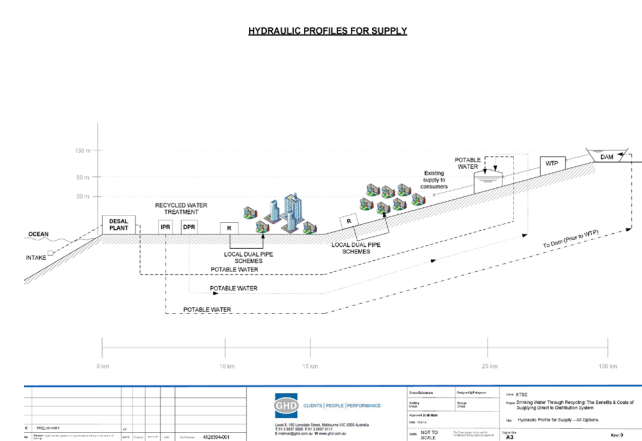 HYDRAULIC PROFILES FOR SUPPLY
150 m
50 m
20 m
POTABLE
WATER
WTP
DAM
Existing
supply to
consumers
RECYCLED WATER
TREATMENT
DESAL
PLANT
IPR
DPR
R
R
OCEAN
INTAKE
LOCAL DUAL PIPE
SCHEMES
LOCAL DUAL PIPE
SCHEMES
To Dam (Prior to WTP)
POTABLE WATER
POTABLE WATER
POTABLE WATER
0 km
10 km
15 km
25 km
100 km
GHD
CLIENTS | PEOPLE | PERFORMANCE
ATSE
Drinking Water Through Recycling: The Benefits & Costs of
Supplying Direct to Distribution System
Hydraulic Profile for Supply – All Options
NOT TO
SCALE
A3
Rev: 0
PRELIMINARY